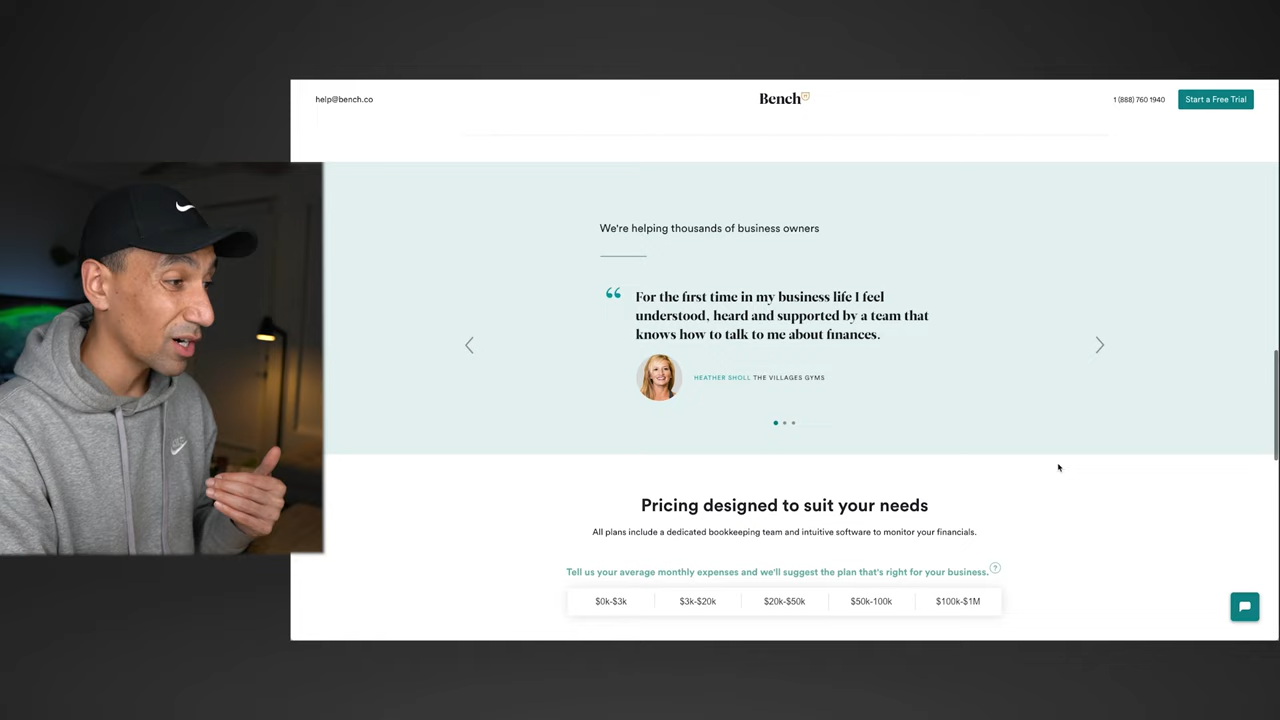 help@bench.co
Bench
1 (888) 760 1940
Start a Free Trial
We're helping thousands of business owners
“ For the first time in my business life I feel
understood, heard and supported by a team that
knows how to talk to me about finances.
HEATHER SHOLL THE VILLAGES GYMS
Pricing designed to suit your needs
All plans include a dedicated bookkeeping team and intuitive software to monitor your financials.
Tell us your average monthly expenses and we'll suggest the plan that's right for your business. ?
$0k-$3k
$3k-$20k
$20k-$50k
$50k-100k
$100k-$1M